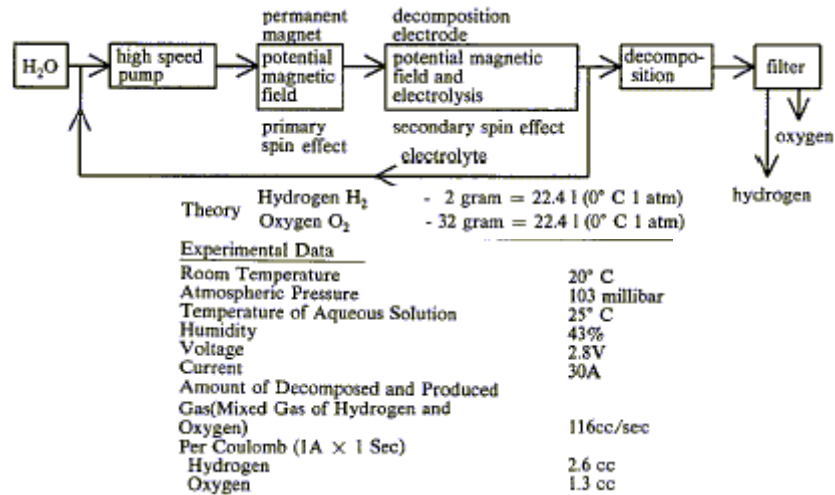 permanent magnet
decomposition electrode
H₂O
high speed pump
potential magnetic field
potential magnetic field and electrolysis
decompo- sition
filter
primary spin effect
secondary spin effect
oxygen
electrolyte
hydrogen
Theory
Hydrogen H₂ - 2 gram = 22.4 l (0° C 1 atm)
Oxygen O₂ - 32 gram = 22.4 l (0° C 1 atm)
Experimental Data
Room Temperature 20° C
Atmospheric Pressure 103 millibar
Temperature of Aqueous Solution 25° C
Humidity 43%
Voltage 2.8V
Current 30A
Amount of Decomposed and Produced
Gas(Mixed Gas of Hydrogen and
Oxygen) 116cc/sec
Per Coulomb (1A × 1 Sec)
Hydrogen 2.6 cc
Oxygen 1.3 cc